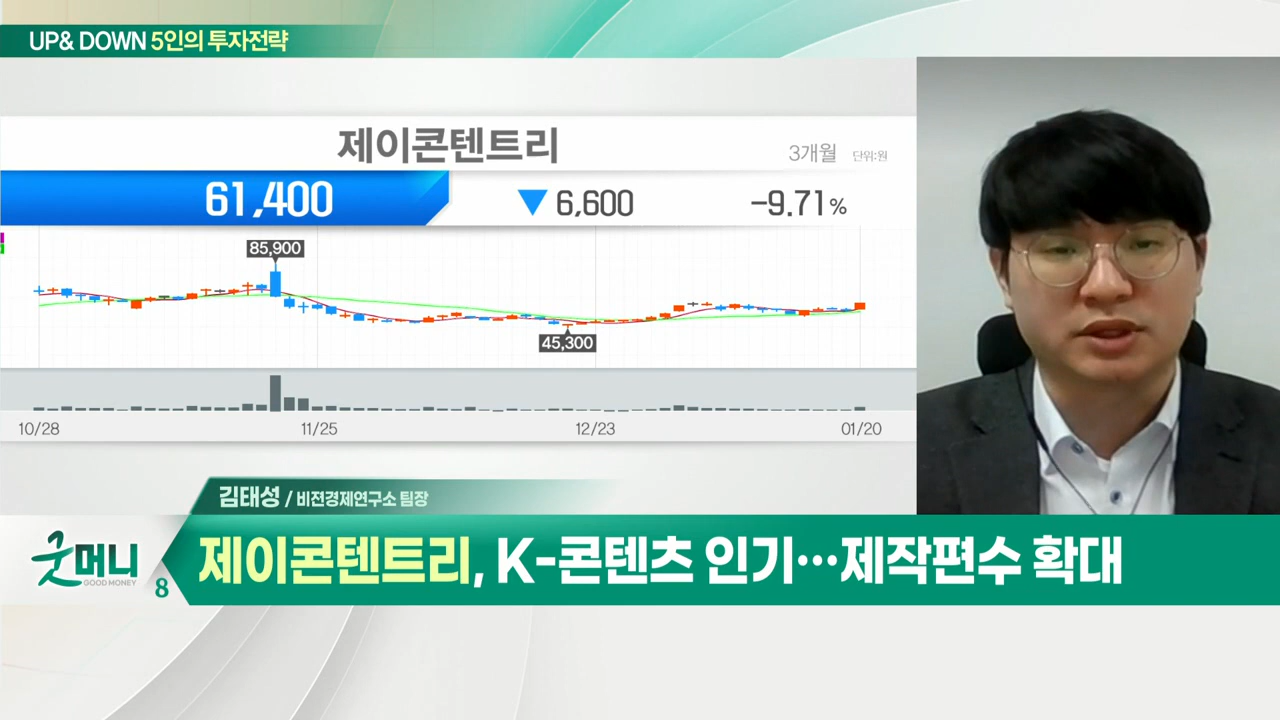 UP& DOWN 5인의 투자전략
제이콘텐트리
3개월 단위:원
61,400 ▼ 6,600 -9.71%
85,900
45,300
10/28 11/25 12/23 01/20
김태성 / 비젼경제연구소 팀장
굿머니
GOOD MONEY
8
제이콘텐트리, K-콘텐츠 인기…제작편수 확대